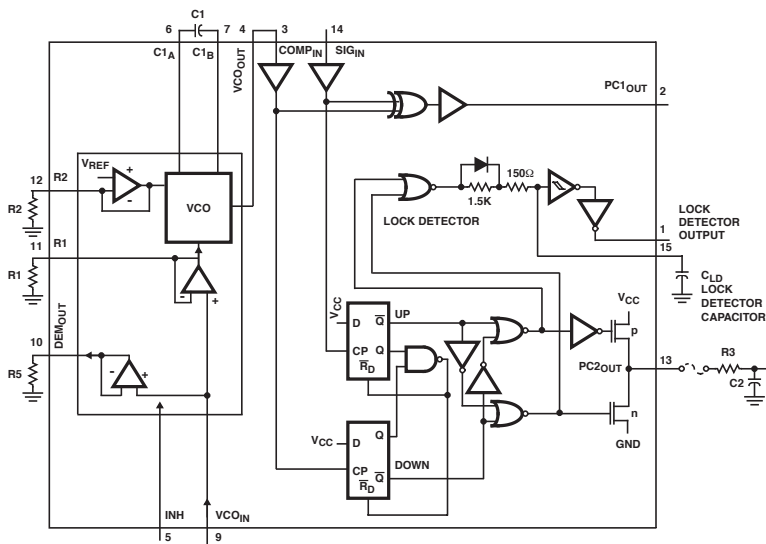 C1
6 7 4 3 14
C1A C1B VCOOUT COMPIN SIGIN
PC1OUT 2
VREF
+
-
12 R2
R2
VCO
150Ω
1.5K
LOCK DETECTOR
LOCK
DETECTOR
OUTPUT
1
15
11 R1
R1
-
+
CLD
LOCK
DETECTOR
CAPACITOR
VCC
D Q UP
CP Q
RD
VCC
p
10 DEMOUT
R5
-
+
PC2OUT 13 R3
C2
n
GND
VCC D Q
CP Q DOWN
RD
INH VCOIN
5 9